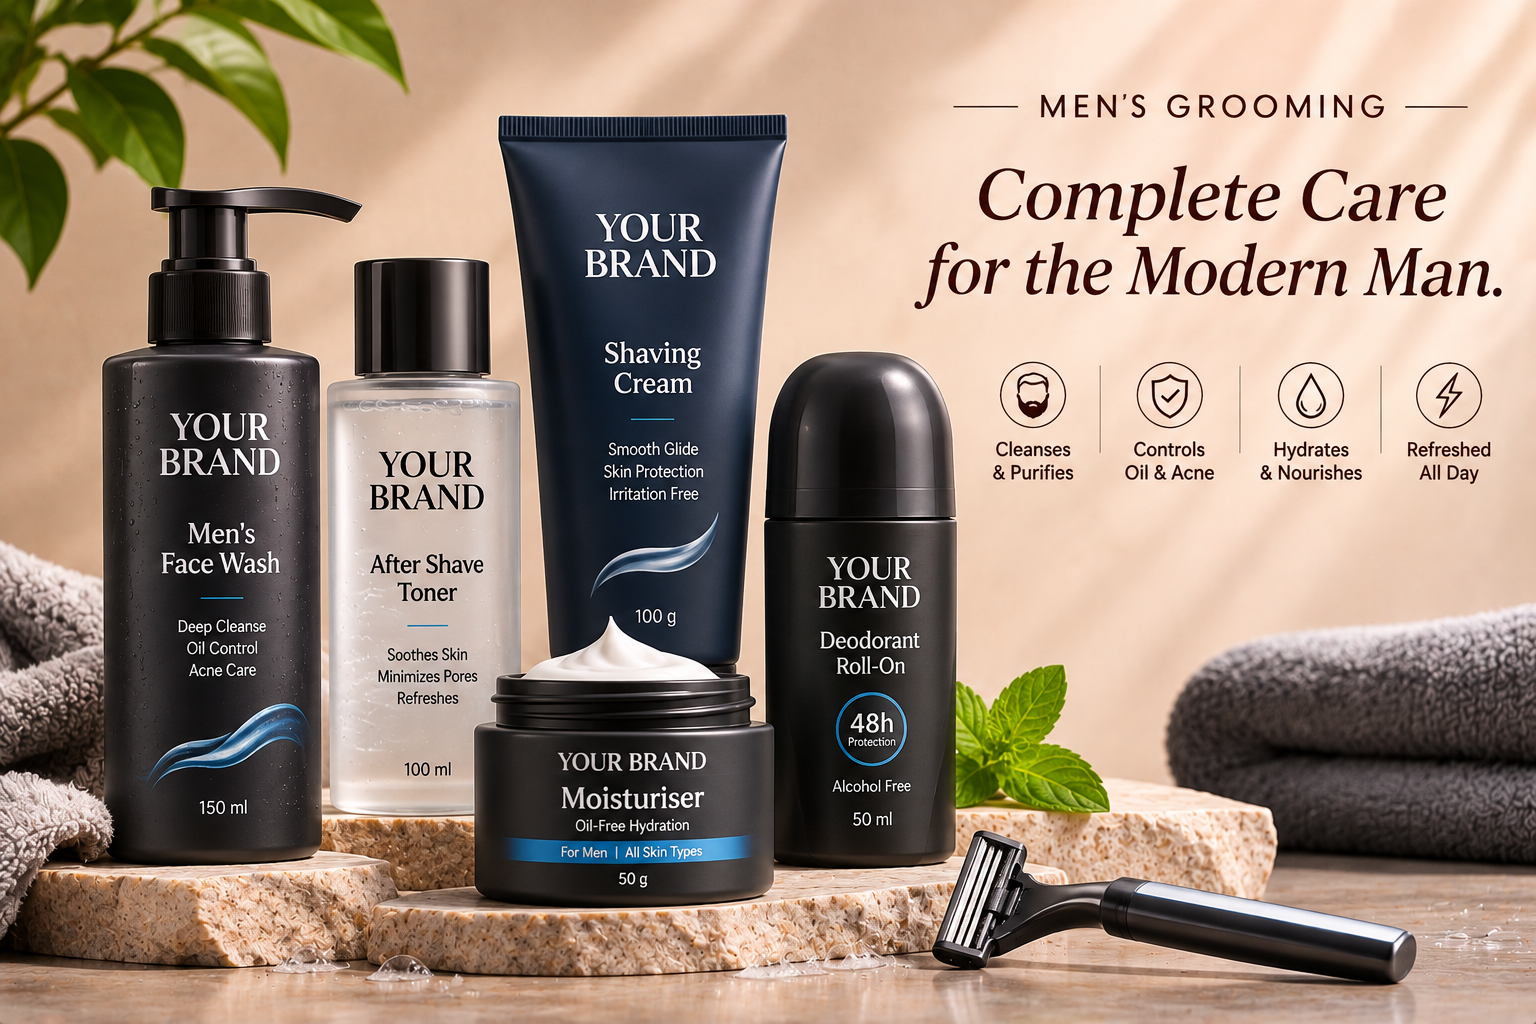 MEN'S GROOMING
Complete Care
for the Modern Man.
Cleanses
& Purifies
Controls
Oil & Acne
Hydrates
& Nourishes
Refreshed
All Day
YOUR
BRAND
Men's
Face Wash
Deep Cleanse
Oil Control
Acne Care
150 ml
YOUR
BRAND
After Shave
Toner
Soothes Skin
Minimizes Pores
Refreshes
100 ml
YOUR
BRAND
Shaving
Cream
Smooth Glide
Skin Protection
Irritation Free
100 g
YOUR BRAND
Moisturiser
Oil-Free Hydration
For Men | All Skin Types
50 g
YOUR
BRAND
Deodorant
Roll-On
48h
Protection
Alcohol Free
50 ml